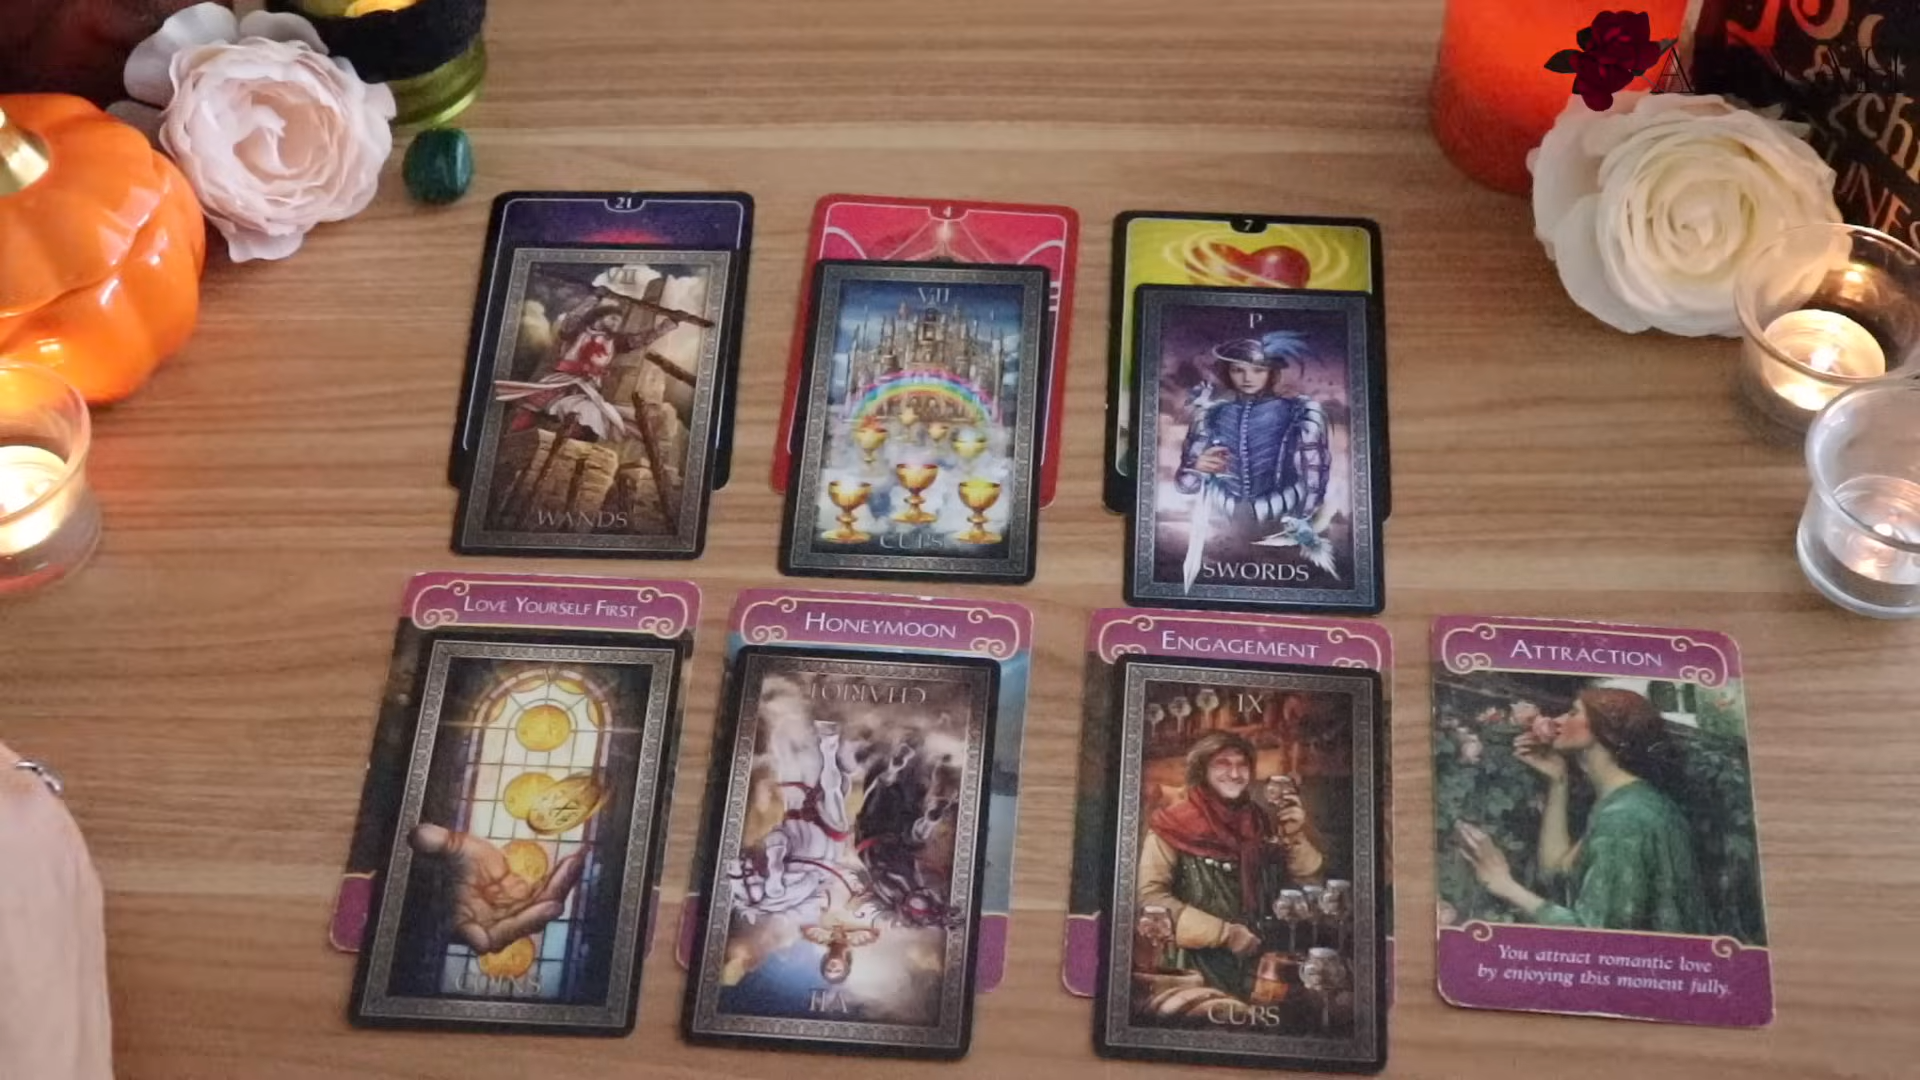 21
4
7
VII
WANDS
VII
CUPS
P
SWORDS
LOVE YOURSELF FIRST
HONEYMOON
ENGAGEMENT
ATTRACTION
COINS
CHARIOT
VII
IX
CUPS
You attract romantic love
by enjoying this moment fully.